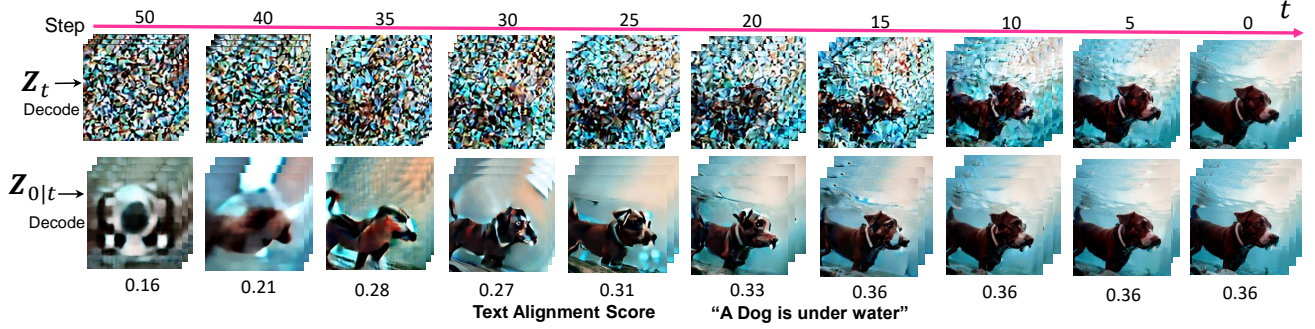 Step 50 40 35 30 25 20 15 10 5 0 t
Z_t
Decode
Z_{0|t}
Decode
0.16 0.21 0.28 0.27 0.31 0.33 0.36 0.36 0.36 0.36
Text Alignment Score "A Dog is under water"